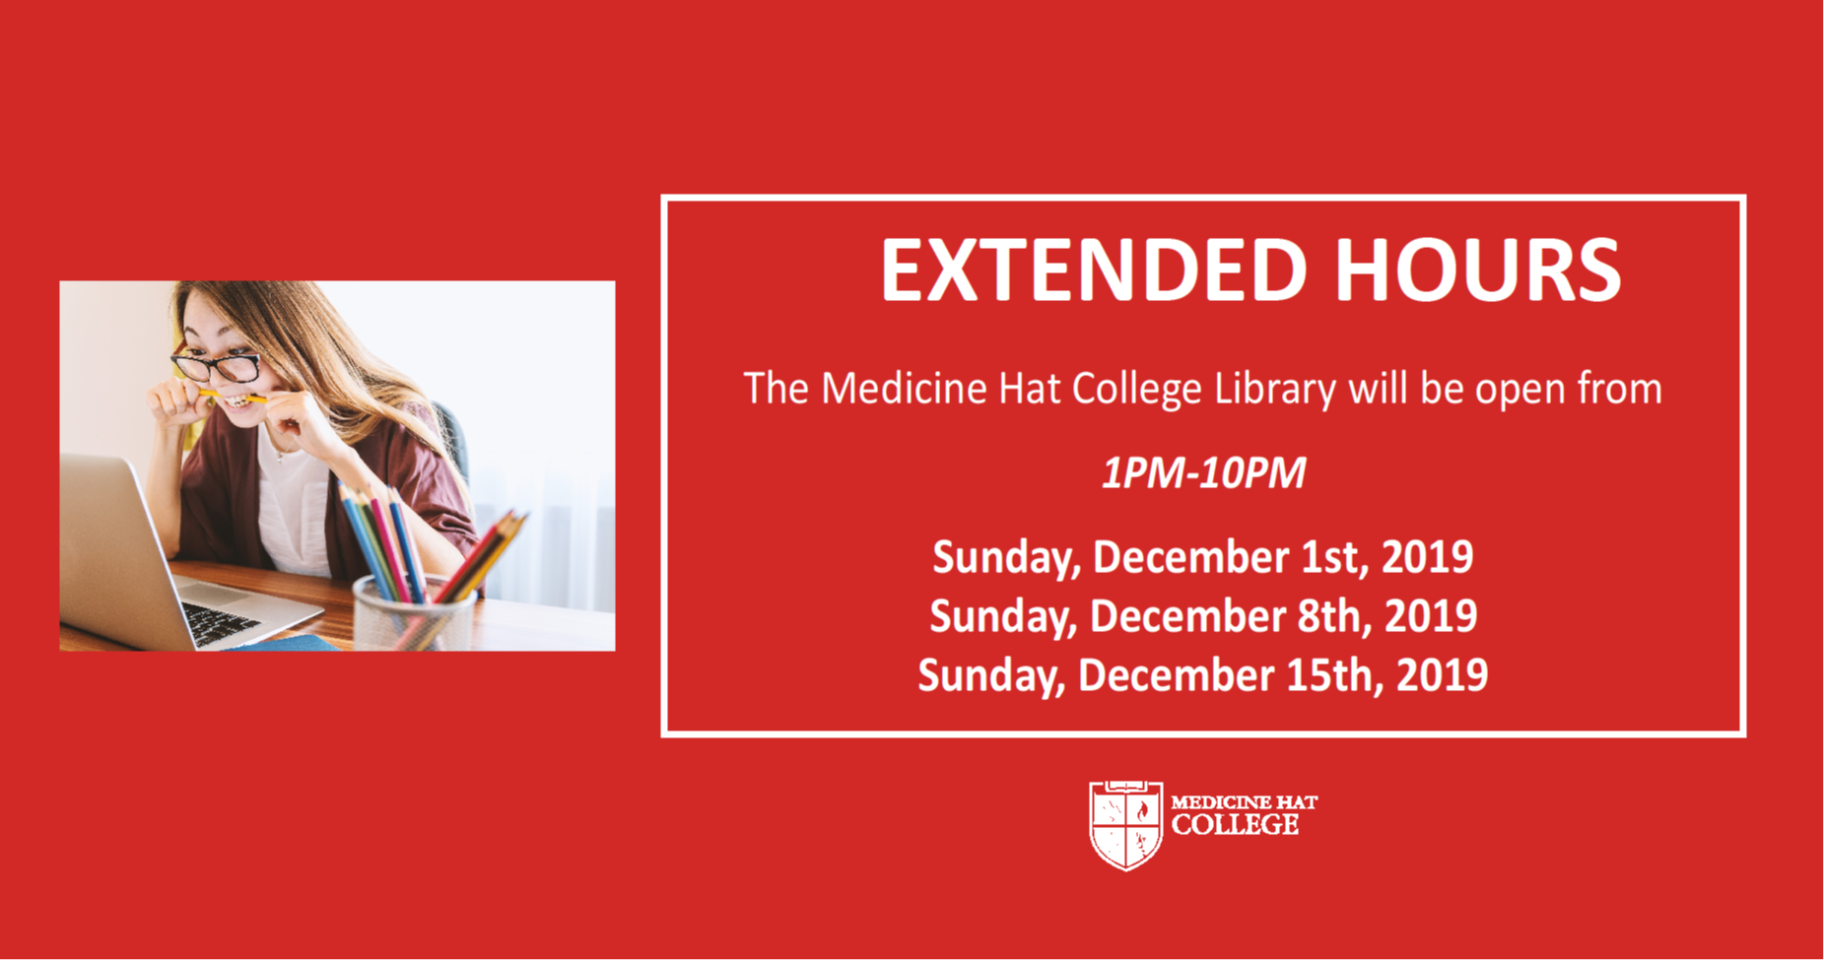 EXTENDED HOURS
The Medicine Hat College Library will be open from
1PM-10PM
Sunday, December 1st, 2019
Sunday, December 8th, 2019
Sunday, December 15th, 2019
MEDICINE HAT
COLLEGE